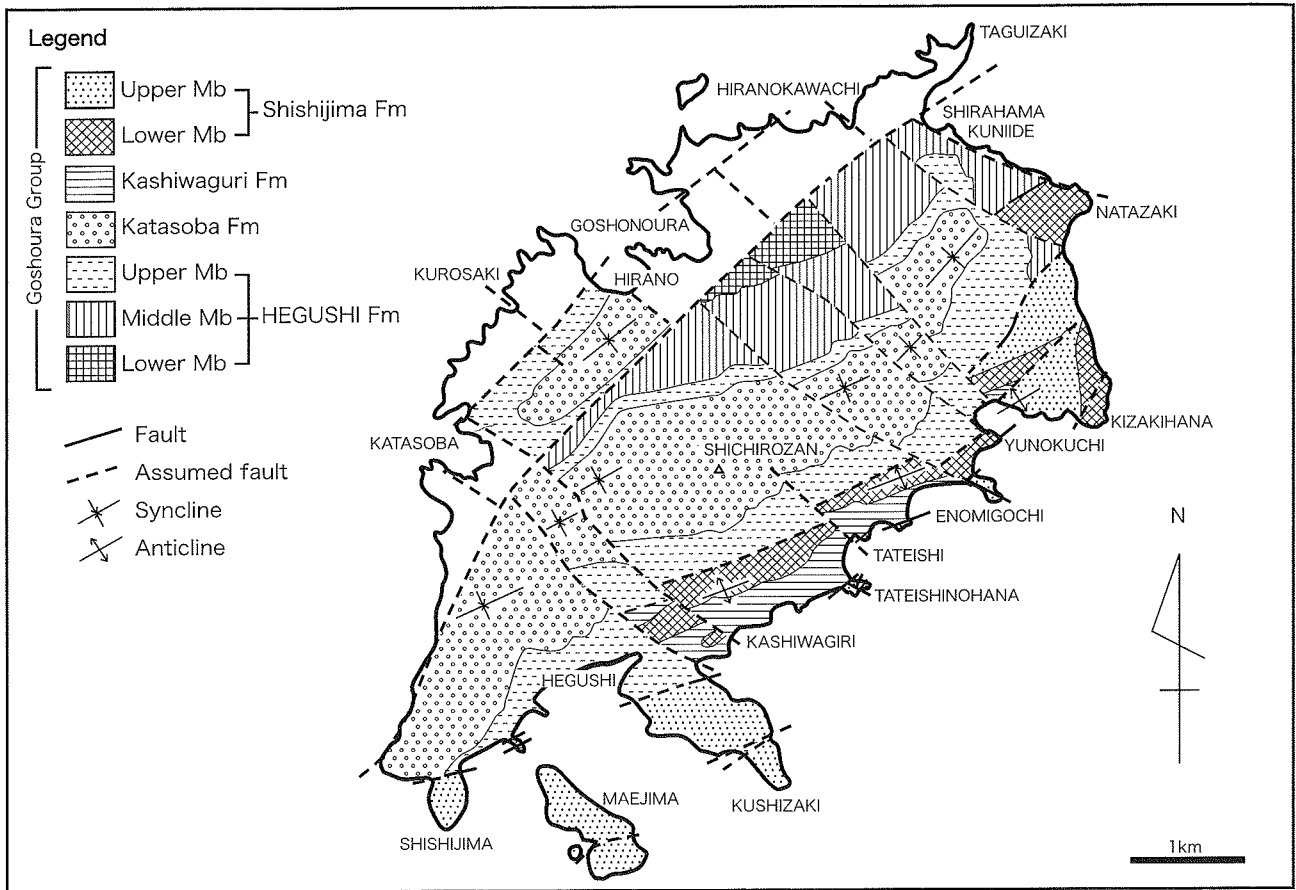 Legend
Goshoura Group
Upper Mb
Lower Mb
Shishijima Fm
Kashiwaguri Fm
Katasoba Fm
Upper Mb
Middle Mb
Lower Mb
HEGUSHI Fm
Fault
Assumed fault
Syncline
Anticline
TAGUIZAKI
HIRANOKAWACHI
SHIRAHAMA
KUNIIDE
NATAZAKI
GOSHONOURA
KUROSAKI
HIRANO
KATASOBA
SHICHIROZAN
KIZAKIHANA
YUNOKUCHI
ENOMIGOCHI
TATEISHI
TATEISHINOHANA
KASHIWAGIRI
HEGUSHI
KUSHIZAKI
MAEJIMA
SHISHIJIMA
N
1km